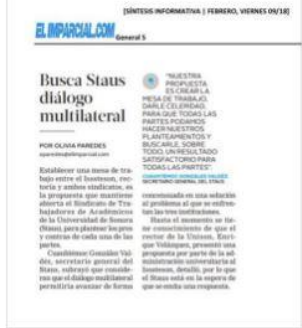 [SÍNTESIS INFORMATIVA | FEBRERO, VIERNES 09/18]
EL IMPARCIAL.COM
General 5
Busca Staus
diálogo
multilateral
POR OLIVIA PAREDES
oparedes@elimparcial.com
Establecer una mesa de tra-
bajo entre el Isssteson, rec-
toría y ambos sindicatos, es
la propuesta que mantiene
abierta el Sindicato de Tra-
bajadores de Académicos
de la Universidad de Sonora
(Staus), para plantear los pros
y contras de cada una de las
partes.
Cuauhtémoc González Val-
dés, secretario general del
Staus, subrayó que conside-
ran que el diálogo multilateral
permitiría avanzar de forma
"NUESTRA
PROPUESTA
ES CREAR LA
MESA DE TRABAJO,
DARLE CELERIDAD,
PARA QUE TODAS LAS
PARTES PODAMOS
HACER NUESTROS
PLANTEAMIENTOS Y
BUSCARLE, SOBRE
TODO, UN RESULTADO
SATISFACTORIO PARA
TODAS LAS PARTES".
CUAUHTÉMOC GONZÁLEZ VALDÉS
SECRETARIO GENERAL DEL STAUS
consensuada en una solución
al problema al que se enfren-
tan las tres instituciones.
Hasta el momento se tie-
ne conocimiento de que el
rector de la Unison, Enri-
que Velázquez, presentó una
propuesta por parte de la ad-
ministración universitaria al
Isssteson, detalló, por lo que
el Staus está en la espera de
que se emita una respuesta.